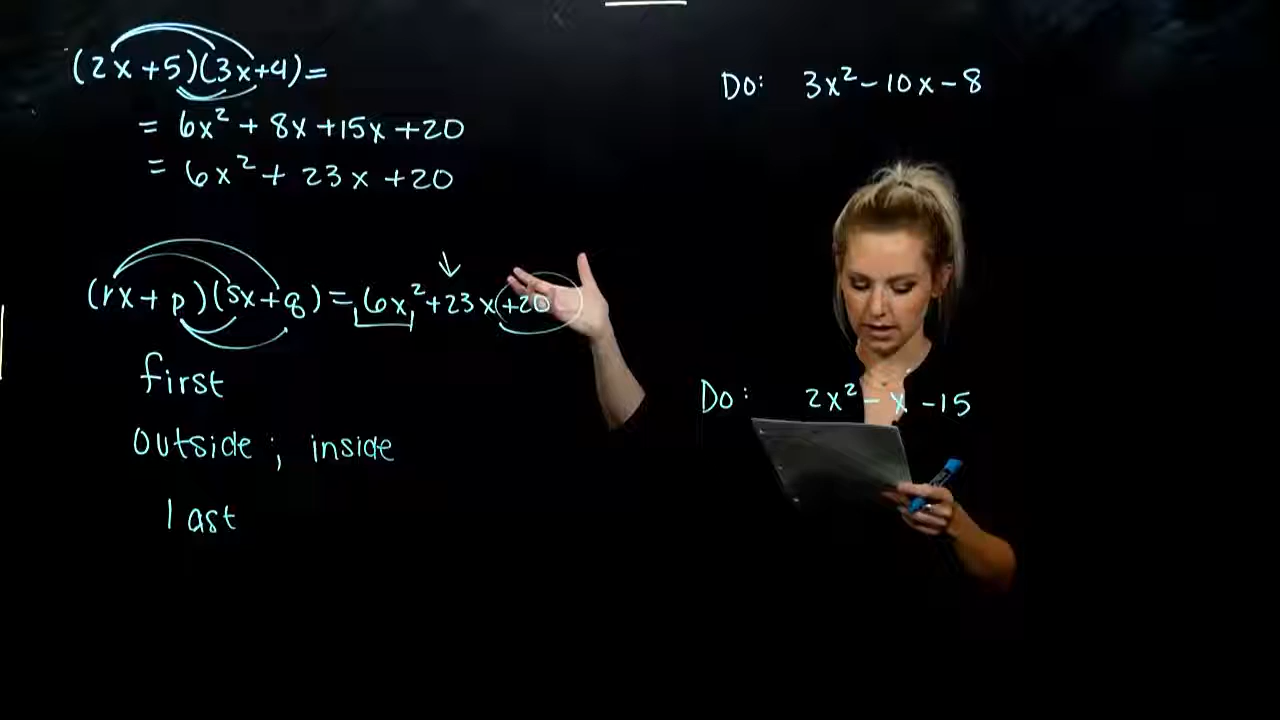 (2x+5)(3x+4)=
= 6x² + 8x+15x +20
= 6x² + 23x +20
(rx+p)(sx+q)=6x²+23x+20
first
outside ; inside
last
Do: 3x²-10x-8
Do: 2x²-x-15